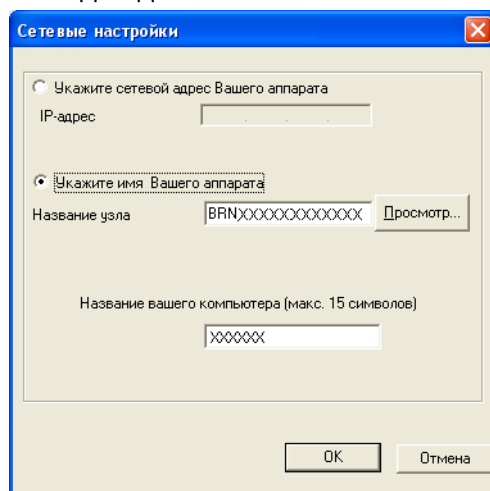 Сетевые настройки
Укажите сетевой адрес Вашего аппарата
IP-адрес . . .
Укажите имя Вашего аппарата
Название узла BRNXXXXXXXXXXXX Просмотр...
Название вашего компьютера (макс. 15 символов)
XXXXXX
OK Отмена